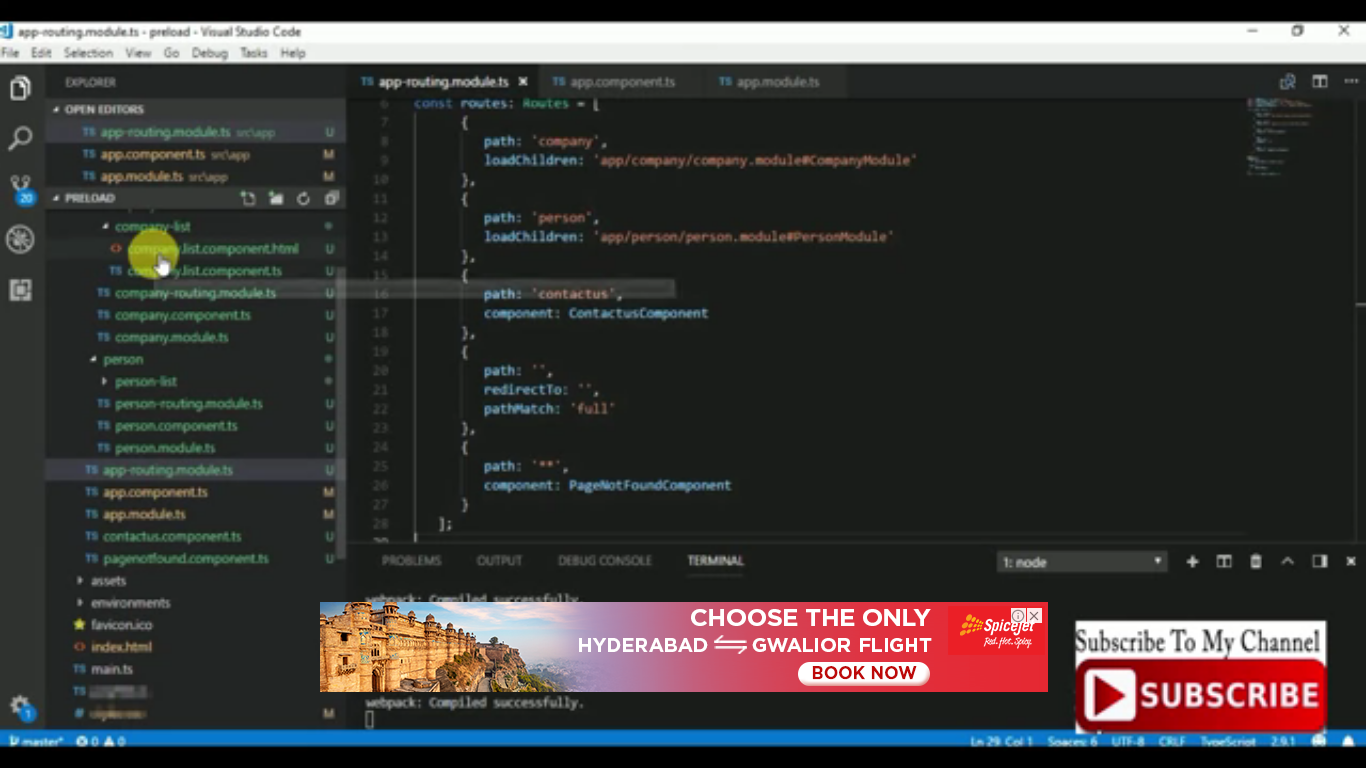 app-routing.module.ts - preload - Visual Studio Code
File Edit Selection View Go Debug Tasks Help
EXPLORER
OPEN EDITORS
TS app-routing.module.ts src\app U
TS app.component.ts src\app M
TS app.module.ts src\app M
20
PRELOAD
company-list
<> company.list.component.html U
TS company.list.component.ts U
TS company-routing.module.ts U
TS company.component.ts U
TS company.module.ts U
person
person-list
TS person-routing.module.ts U
TS person.component.ts U
TS person.module.ts U
TS app-routing.module.ts U
TS app.component.ts M
TS app.module.ts M
TS contactus.component.ts U
TS pagenotfound.component.ts U
assets
environments
favicon.ico
<> index.html
TS main.ts
TS
M
1
TS app-routing.module.ts × TS app.component.ts TS app.module.ts
6 const routes: Routes = [
7 {
8 path: 'company',
9 loadChildren: 'app/company/company.module#CompanyModule'
10 },
11 {
12 path: 'person',
13 loadChildren: 'app/person/person.module#PersonModule'
14 },
15 {
16 path: 'contactus',
17 component: ContactusComponent
18 },
19 {
20 path: '',
21 redirectTo: '',
22 pathMatch: 'full'
23 },
24 {
25 path: '**',
26 component: PageNotFoundComponent
27 }
28 ];
29
PROBLEMS OUTPUT DEBUG CONSOLE TERMINAL 1: node
webpack: Compiled successfully.
CHOOSE THE ONLY
HYDERABAD GWALIOR FLIGHT
BOOK NOW
SpiceJet
Red. Hot. Spicy.
webpack: Compiled successfully.
Subscribe To My Channel
SUBSCRIBE
master* 0 0 Ln 29, Col 1 Spaces: 6 UTF-8 CRLF TypeScript 2.9.1